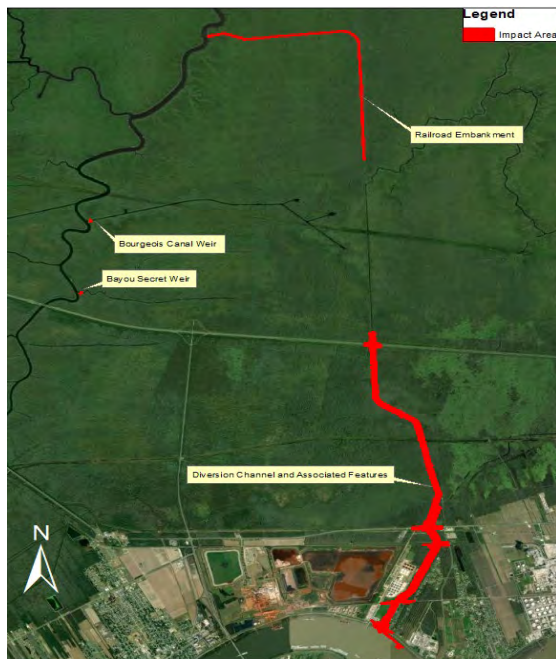 Legend
Impact Area
Railroad Embankment
Bourgeois Canal Weir
Bayou Secret Weir
Diversion Channel and Associated Features
N